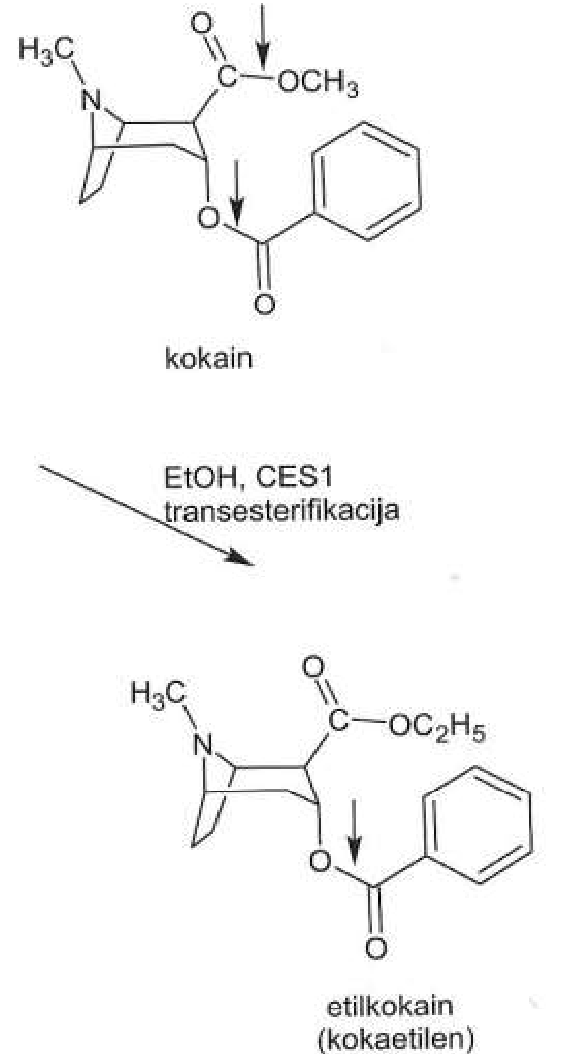 O
H₃C
C
OCH₃
N
O
O
kokain
EtOH, CES1
transesterifikacija
O
H₃C
C
OC₂H₅
N
O
O
etilkokain
(kokaetilen)